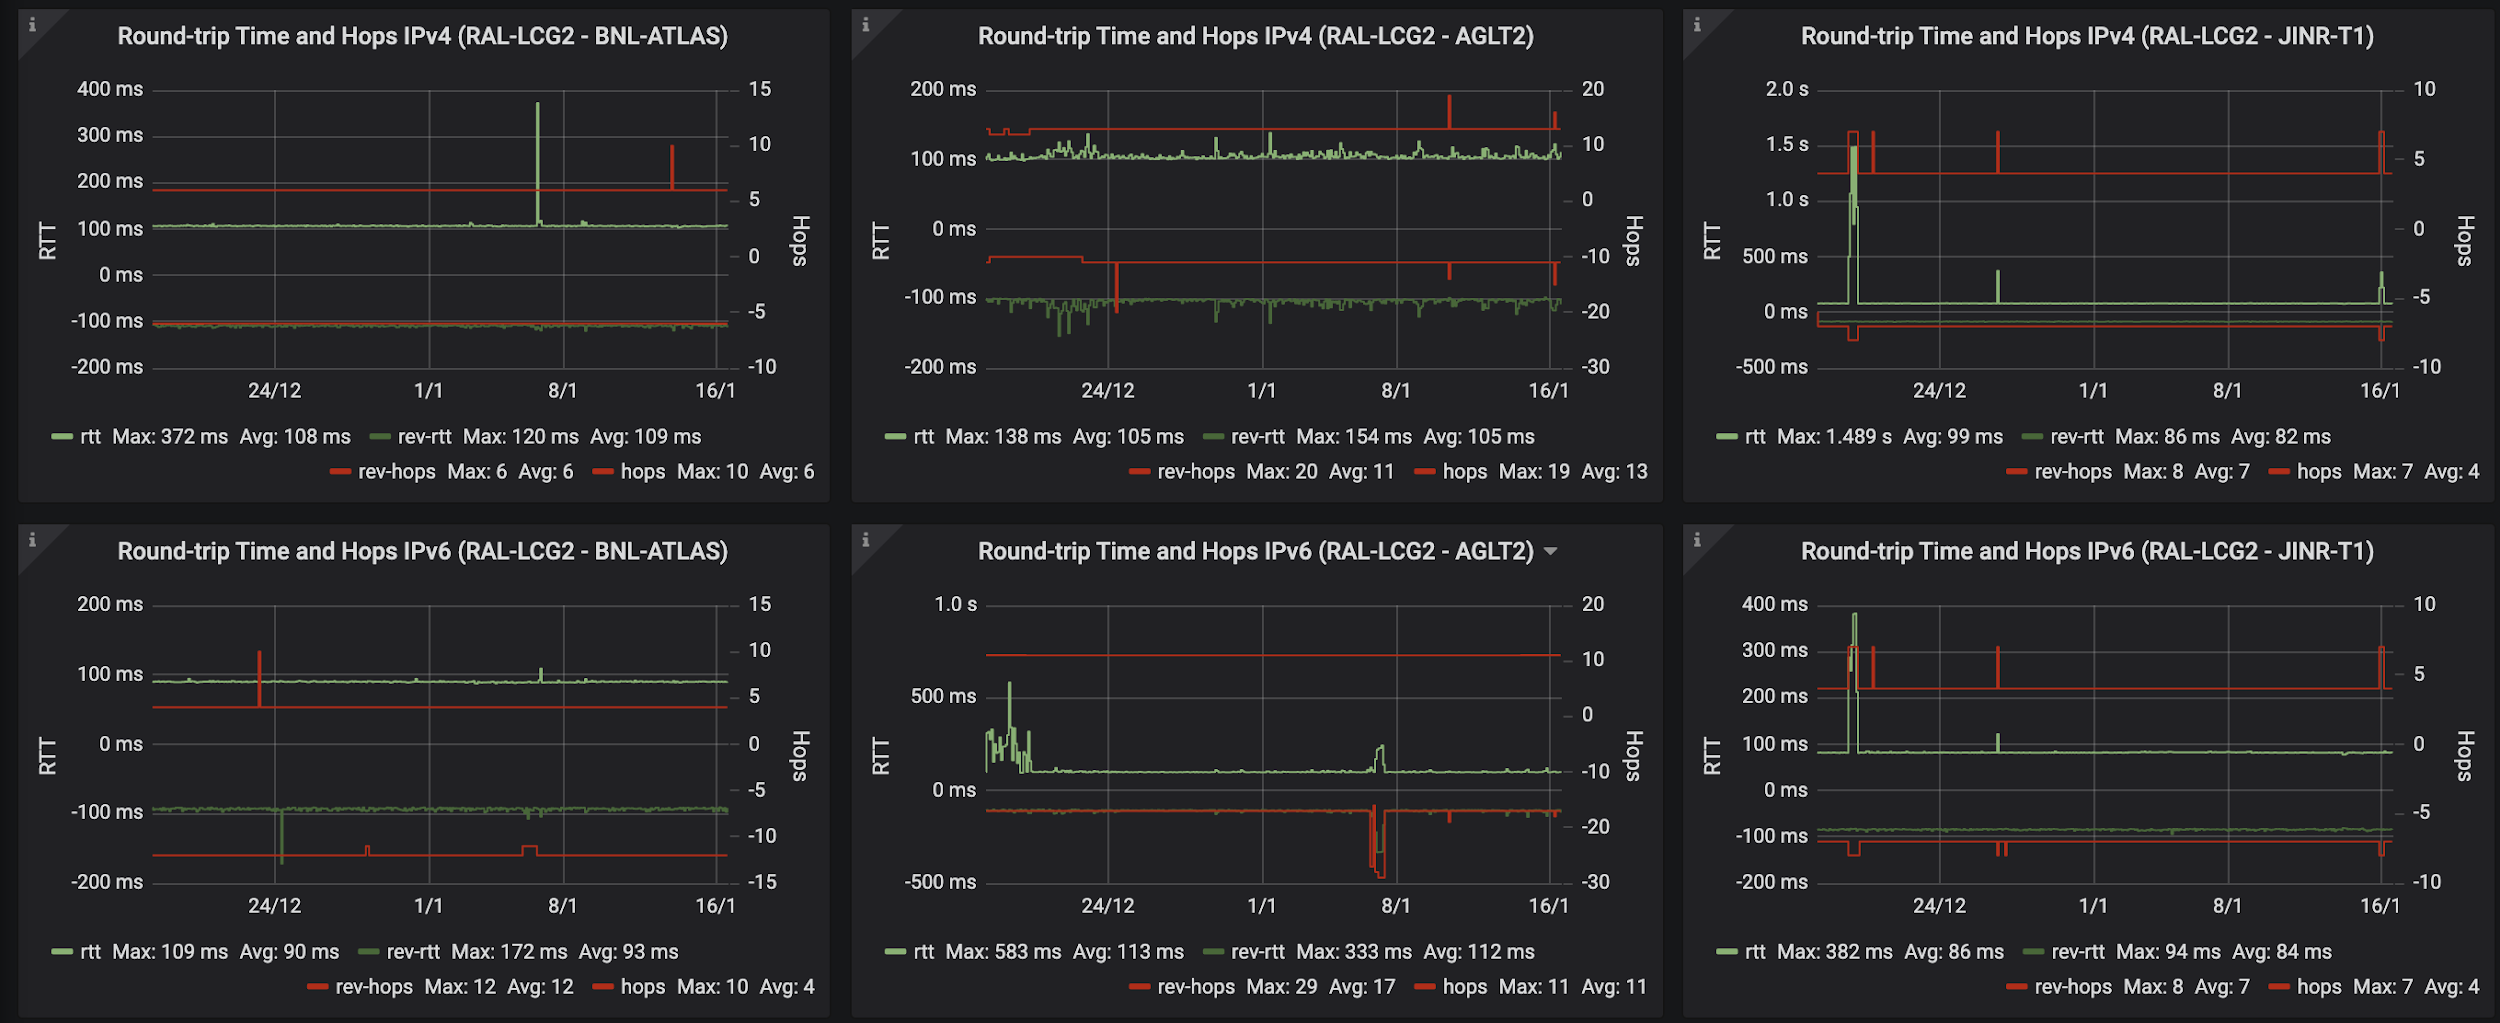 Round-trip Time and Hops IPv4 (RAL-LCG2 - BNL-ATLAS)
400 ms
300 ms
200 ms
100 ms
0 ms
-100 ms
-200 ms
RTT
15
10
5
0
-5
-10
Hops
24/12 1/1 8/1 16/1
rtt Max: 372 ms Avg: 108 ms rev-rtt Max: 120 ms Avg: 109 ms
rev-hops Max: 6 Avg: 6 hops Max: 10 Avg: 6
Round-trip Time and Hops IPv4 (RAL-LCG2 - AGLT2)
200 ms
100 ms
0 ms
-100 ms
-200 ms
RTT
20
10
0
-10
-20
-30
Hops
24/12 1/1 8/1 16/1
rtt Max: 138 ms Avg: 105 ms rev-rtt Max: 154 ms Avg: 105 ms
rev-hops Max: 20 Avg: 11 hops Max: 19 Avg: 13
Round-trip Time and Hops IPv4 (RAL-LCG2 - JINR-T1)
2.0 s
1.5 s
1.0 s
500 ms
0 ms
-500 ms
RTT
10
5
0
-5
-10
Hops
24/12 1/1 8/1 16/1
rtt Max: 1.489 s Avg: 99 ms rev-rtt Max: 86 ms Avg: 82 ms
rev-hops Max: 8 Avg: 7 hops Max: 7 Avg: 4
Round-trip Time and Hops IPv6 (RAL-LCG2 - BNL-ATLAS)
200 ms
100 ms
0 ms
-100 ms
-200 ms
RTT
15
10
5
0
-5
-10
-15
Hops
24/12 1/1 8/1 16/1
rtt Max: 109 ms Avg: 90 ms rev-rtt Max: 172 ms Avg: 93 ms
rev-hops Max: 12 Avg: 12 hops Max: 10 Avg: 4
Round-trip Time and Hops IPv6 (RAL-LCG2 - AGLT2)
1.0 s
500 ms
0 ms
-500 ms
RTT
20
10
0
-10
-20
-30
Hops
24/12 1/1 8/1 16/1
rtt Max: 583 ms Avg: 113 ms rev-rtt Max: 333 ms Avg: 112 ms
rev-hops Max: 29 Avg: 17 hops Max: 11 Avg: 11
Round-trip Time and Hops IPv6 (RAL-LCG2 - JINR-T1)
400 ms
300 ms
200 ms
100 ms
0 ms
-100 ms
-200 ms
RTT
10
5
0
-5
-10
Hops
24/12 1/1 8/1 16/1
rtt Max: 382 ms Avg: 86 ms rev-rtt Max: 94 ms Avg: 84 ms
rev-hops Max: 8 Avg: 7 hops Max: 7 Avg: 4